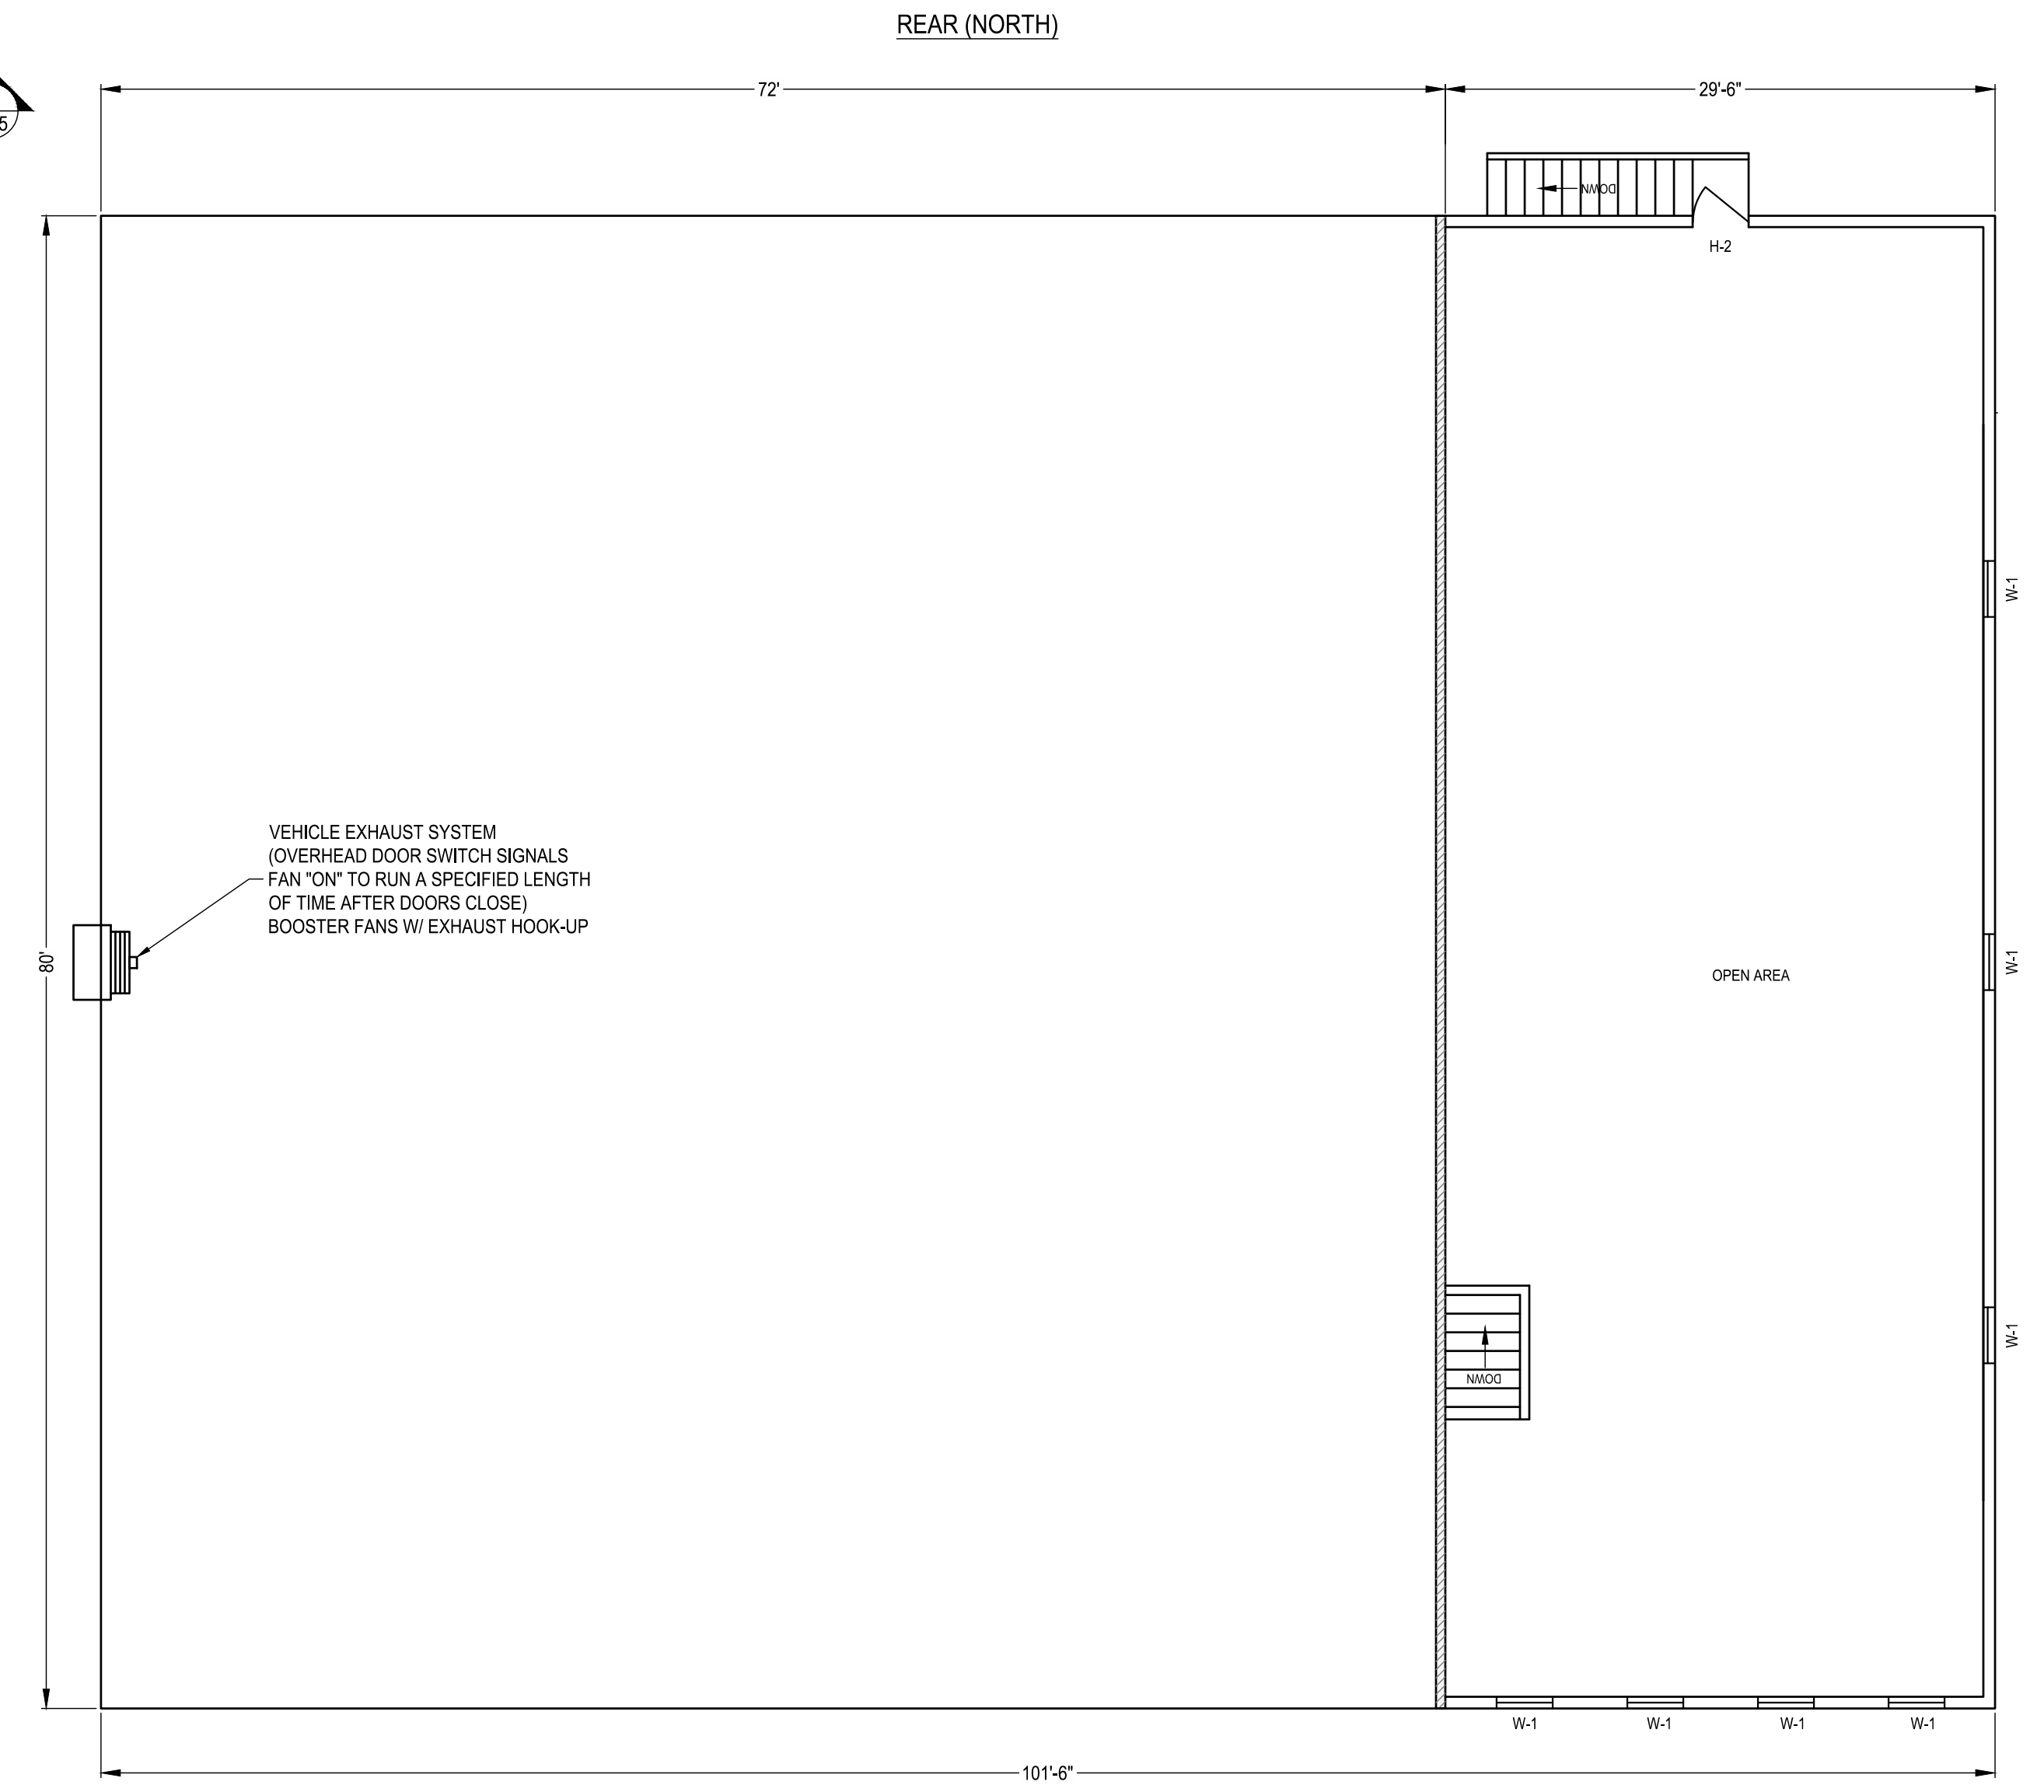 REAR (NORTH)
72'
29'-6"
5
DOWN
H-2
W-1
VEHICLE EXHAUST SYSTEM
(OVERHEAD DOOR SWITCH SIGNALS
FAN "ON" TO RUN A SPECIFIED LENGTH
OF TIME AFTER DOORS CLOSE)
BOOSTER FANS W/ EXHAUST HOOK-UP
80'
OPEN AREA
W-1
W-1
DOWN
W-1
W-1
W-1
W-1
101'-6"